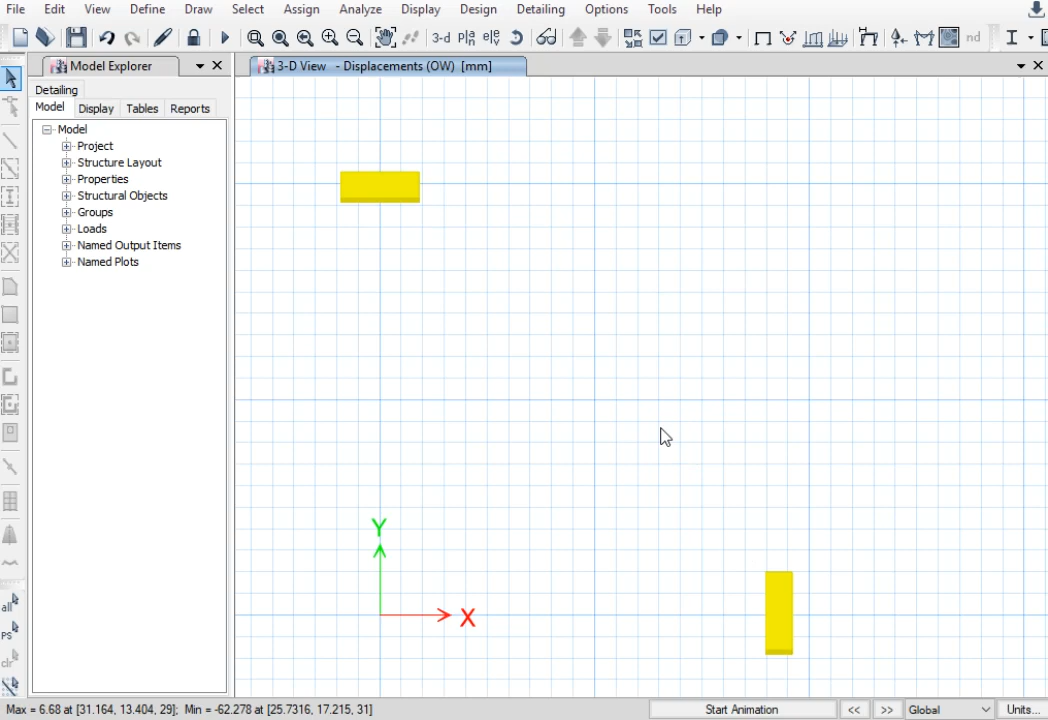 File Edit View Define Draw Select Assign Analyze Display Design Detailing Options Tools Help
3-d nd
Model Explorer
3-D View - Displacements (OW) [mm]
Detailing
Model Display Tables Reports
Model
Project
Structure Layout
Properties
Structural Objects
Groups
Loads
Named Output Items
Named Plots
Y
X
all
PS
clr
Max = 6.68 at [31.164, 13.404, 29]; Min = -62.278 at [25.7316, 17.215, 31] Start Animation << >> Global Units...